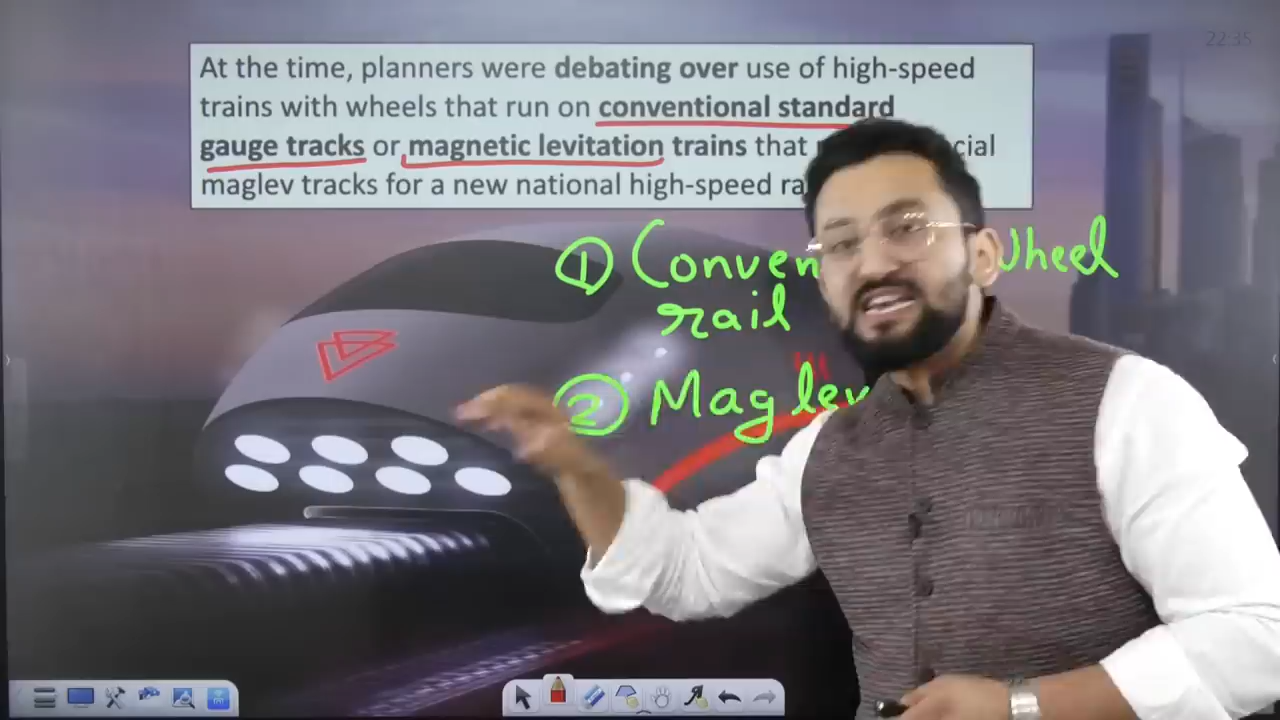 At the time, planners were debating over use of high-speed
trains with wheels that run on conventional standard
gauge tracks or magnetic levitation trains that
maglev tracks for a new national high-speed
① Conven
rail
② Maglev
22:35